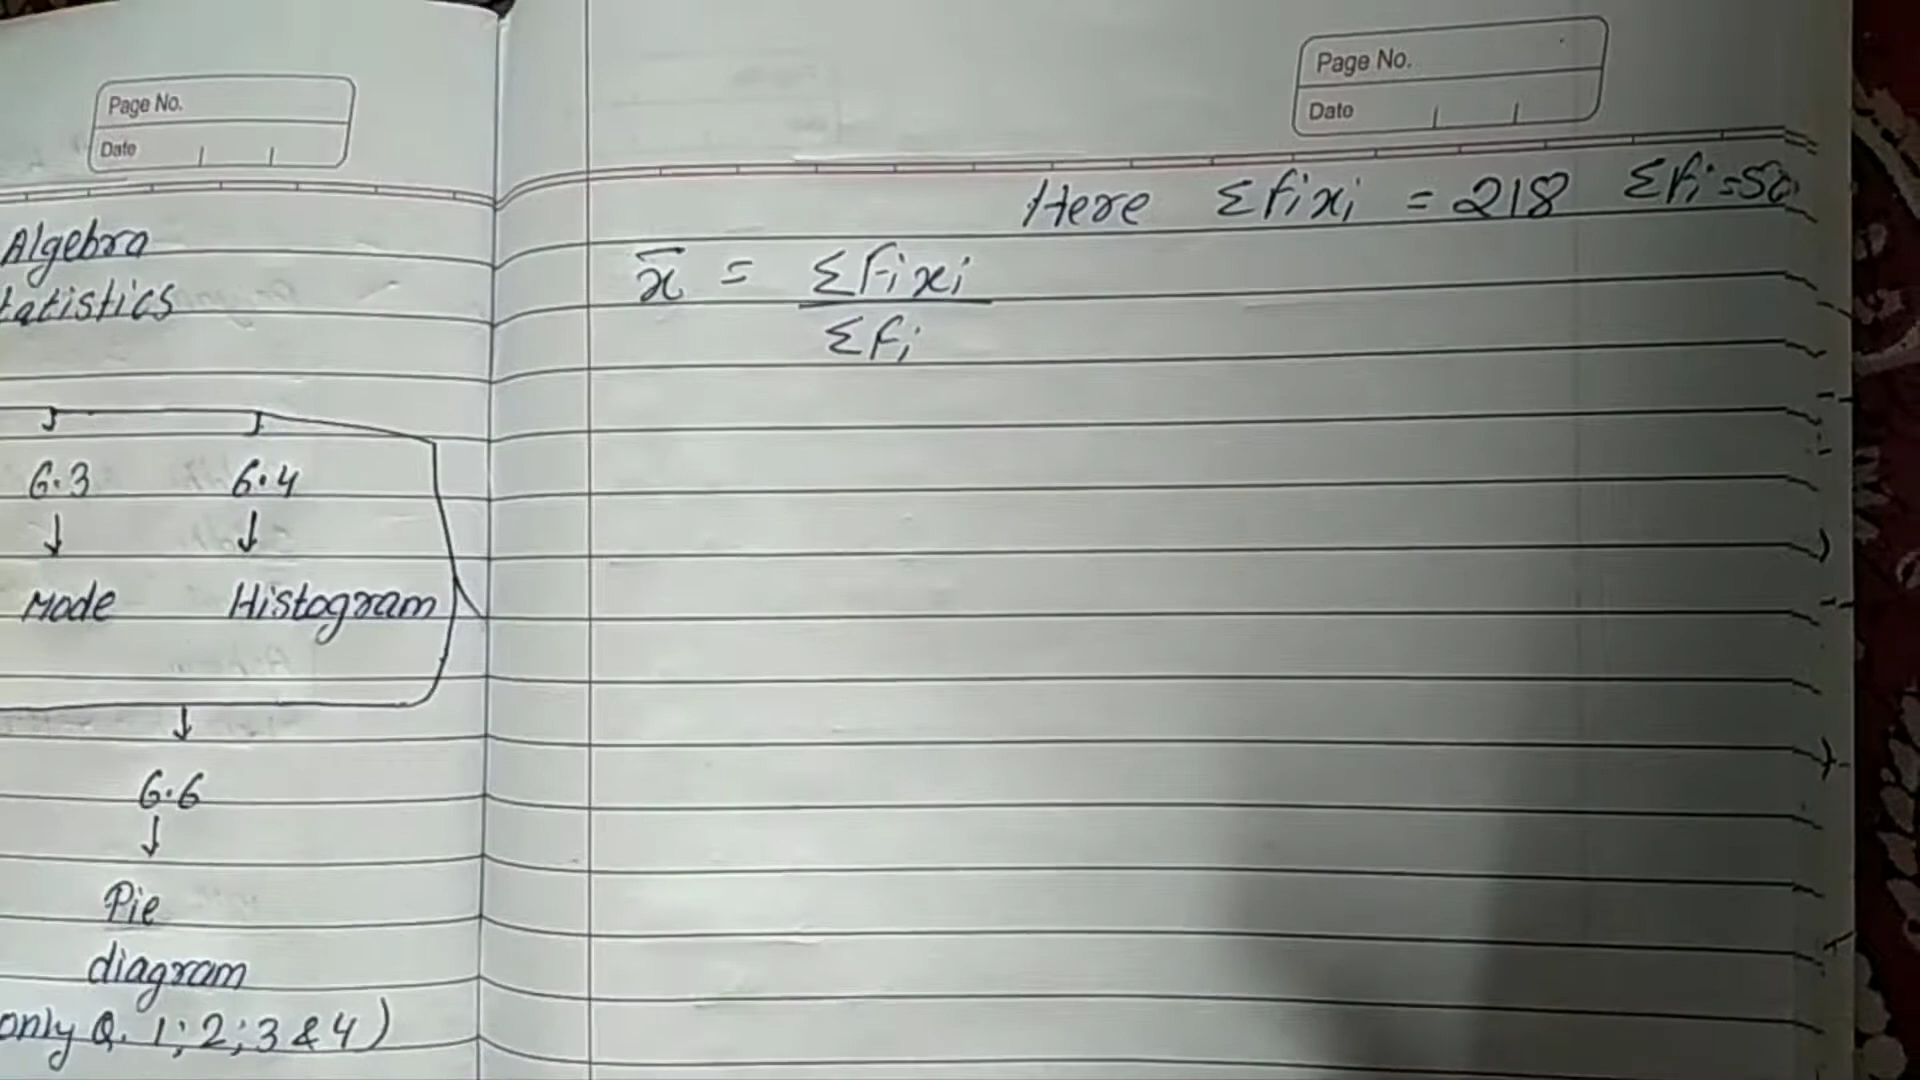 Page No.
Date
Algebra
tatistics
6.3 6.4
↓ ↓
Mode Histogram
↓
6.6
↓
Pie
diagram
only Q. 1; 2; 3 & 4)
Page No.
Date
Here Σfixi = 218 Σfi = 50
x̄ = Σfixi
Σfi